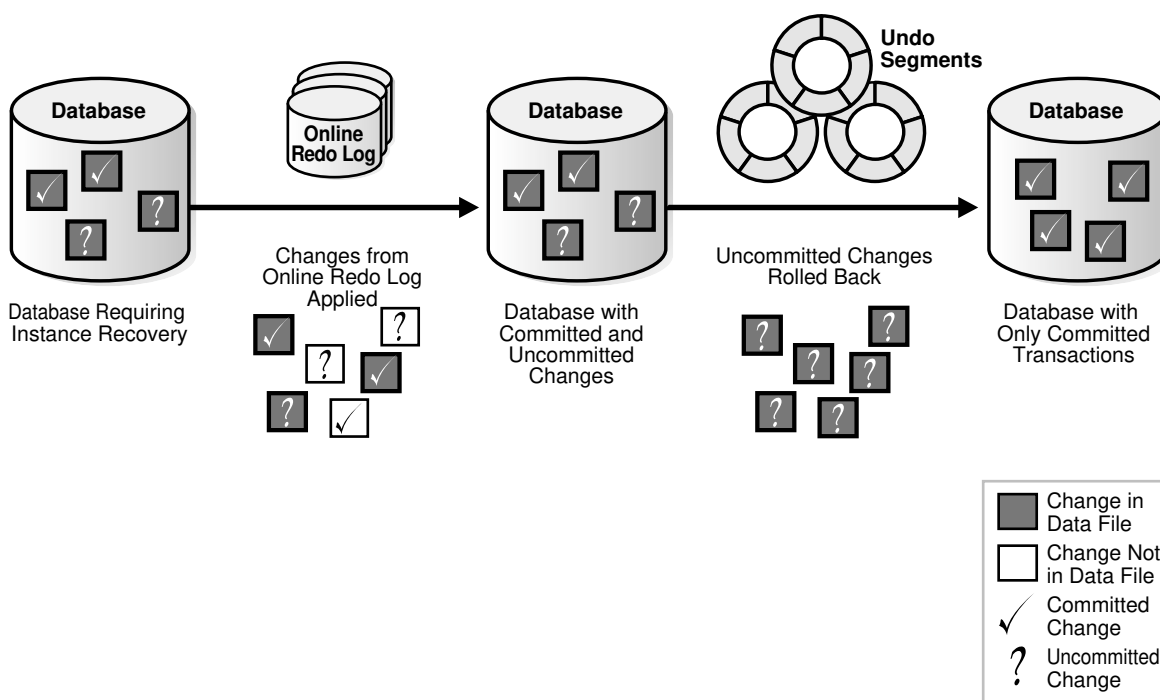 Database
Online
Redo Log
Database
Undo
Segments
Database
✓
✓
?
?
✓
✓
?
?
✓
✓
✓
✓
Changes from
Online Redo Log
Applied
Uncommitted Changes
Rolled Back
Database Requiring
Instance Recovery
Database with
Committed and
Uncommitted
Changes
Database with
Only Committed
Transactions
✓
?
?
✓
?
✓
?
?
?
?
?
?
Change in
Data File
Change Not
in Data File
✓ Committed
Change
? Uncommitted
Change